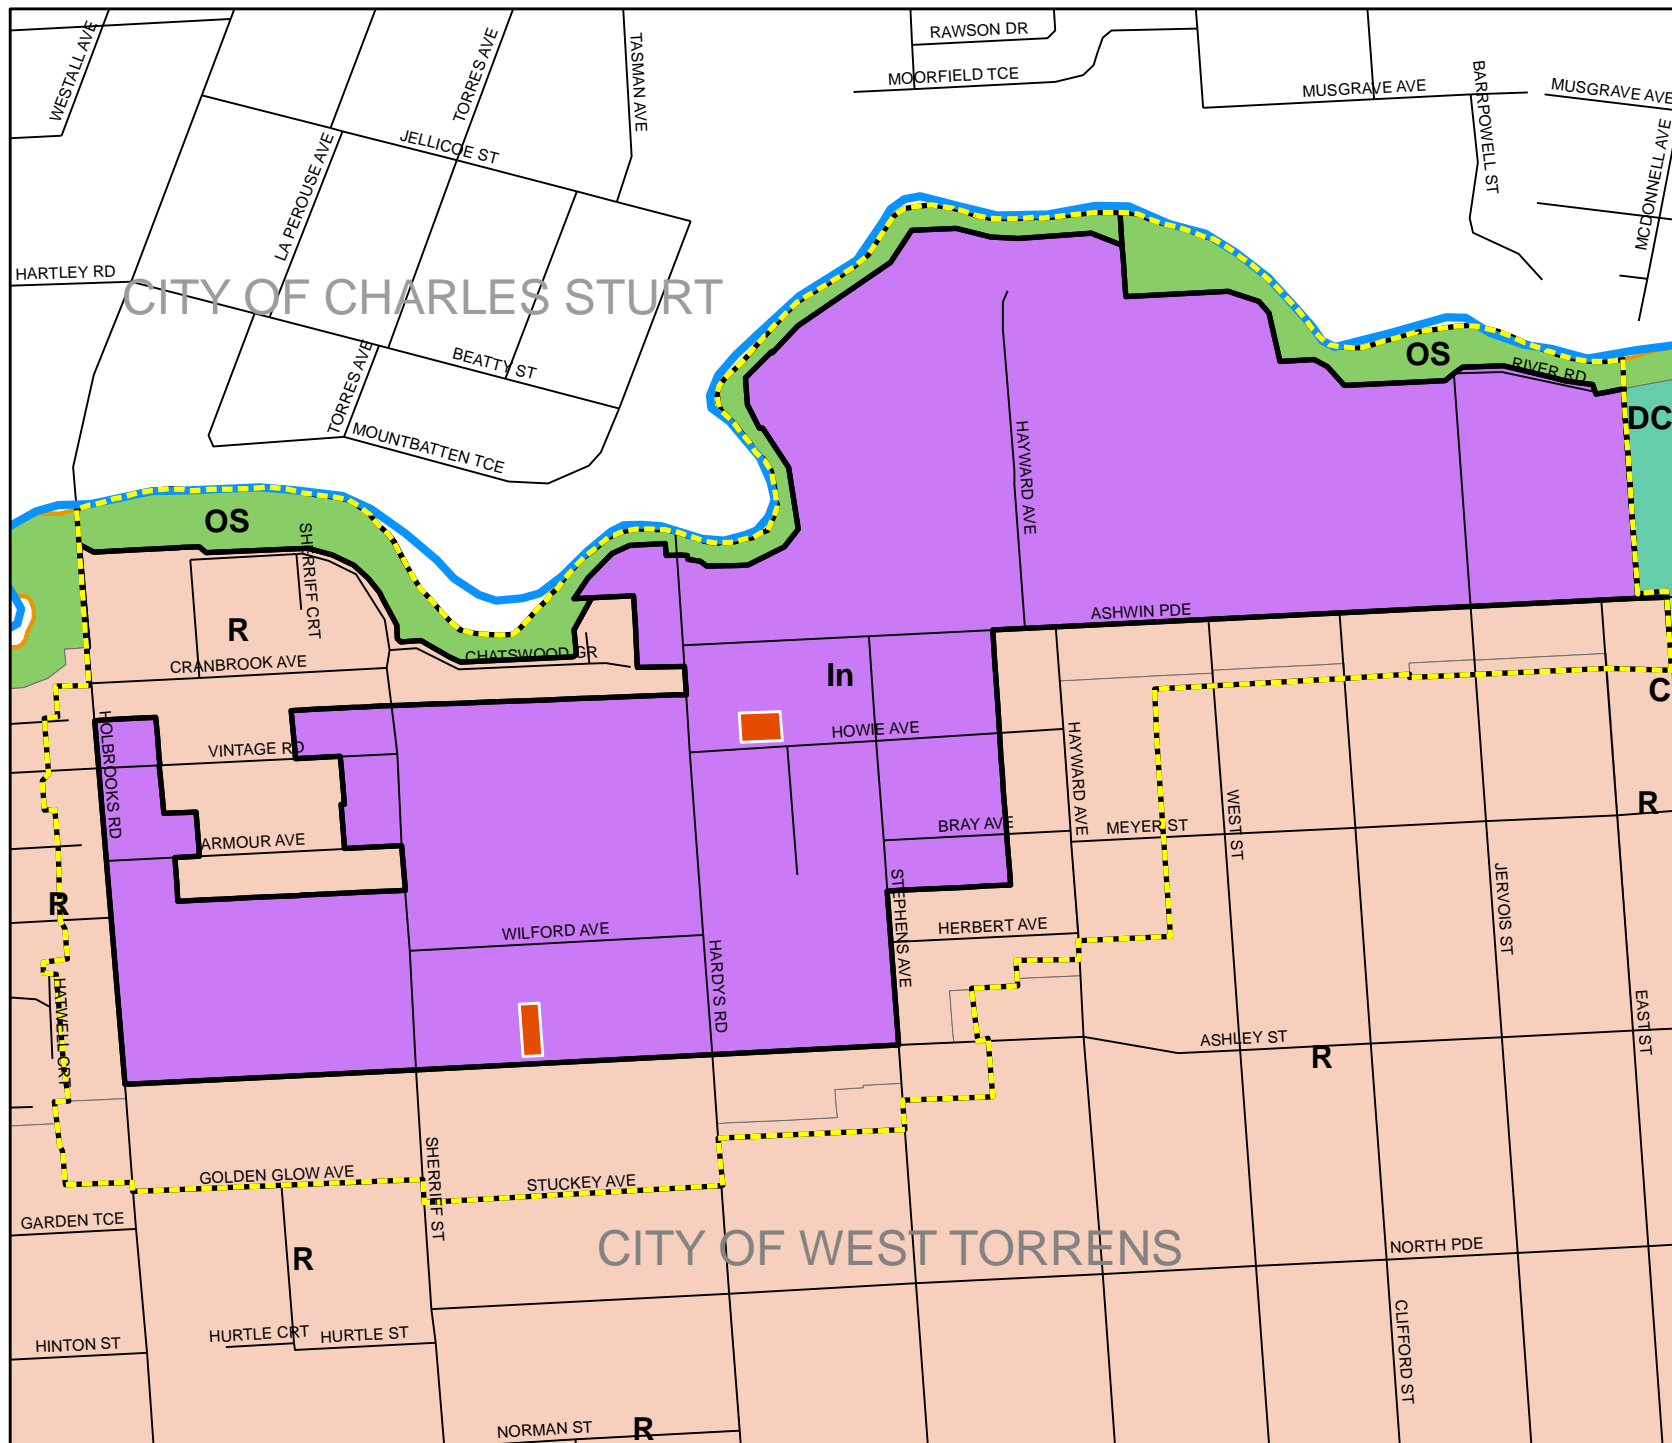 WESTALL AVE
TORRES AVE
TASMAN AVE
RAWSON DR
MOORFIELD TCE
MUSGRAVE AVE
BARRPOWELL ST
MUSGRAVE AVE
MCDONNELL AVE
JELLICOE ST
LA PEROUSE AVE
HARTLEY RD
CITY OF CHARLES STURT
BEATTY ST
TORRES AVE
MOUNTBATTEN TCE
OS
RIVER RD
DC
HAYWARD AVE
OS
SHERRIFF CRT
R
CRANBROOK AVE
CHATSWOOD GR
ASHWIN PDE
In
C
HOLBROOKS RD
VINTAGE RD
HOWIE AVE
HAYWARD AVE
WEST ST
R
ARMOUR AVE
BRAY AVE
MEYER ST
R
STEPHENS AVE
JERVOIS ST
WILFORD AVE
HERBERT AVE
HARDYS RD
HATWELL CRT
EAST ST
ASHLEY ST
R
SHERRIFF ST
GOLDEN GLOW AVE
STUCKEY AVE
GARDEN TCE
CITY OF WEST TORRENS
R
NORTH PDE
HINTON ST
HURTLE CRT
HURTLE ST
CLIFFORD ST
NORMAN ST
R